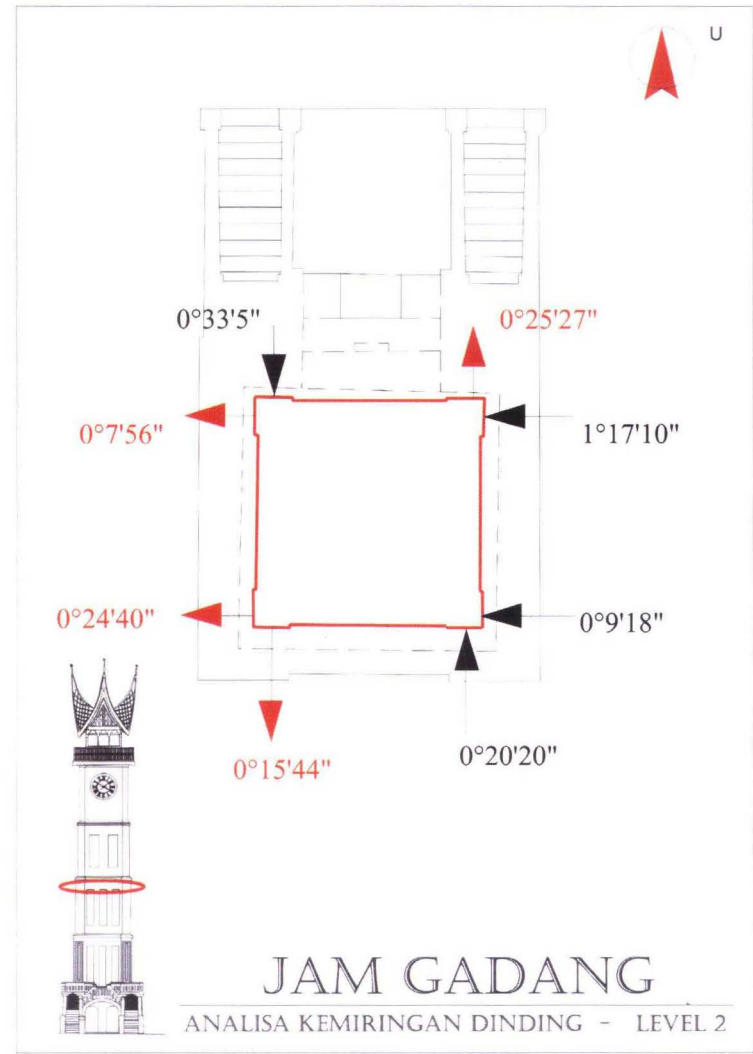 U
0°33'5"
0°25'27"
0°7'56"
1°17'10"
0°24'40"
0°9'18"
0°15'44"
0°20'20"
JAM GADANG
ANALISA KEMIRINGAN DINDING - LEVEL 2